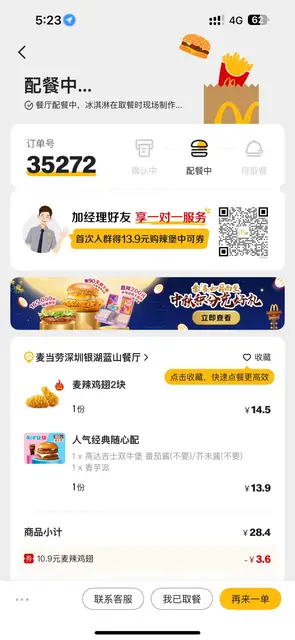 5:23
4G
62
配餐中...
餐厅配餐中，冰淇淋在取餐时现场制作...
订单号
35272
确认中
配餐中
待取餐
加经理好友 享一对一服务
首次入群得13.9元购辣堡中可券
立即查看
麦当劳深圳银湖蓝山餐厅
收藏
点击收藏，快速点餐更高效
麦辣鸡翅2块
1份
¥14.5
人气经典随心配
1 x 高达吉士双牛堡 番茄酱(不要)/芥末酱(不要)
1 x 香芋派
1份
¥13.9
商品小计
¥28.4
券 10.9元麦辣鸡翅
-¥3.6
联系客服
我已取餐
再来一单